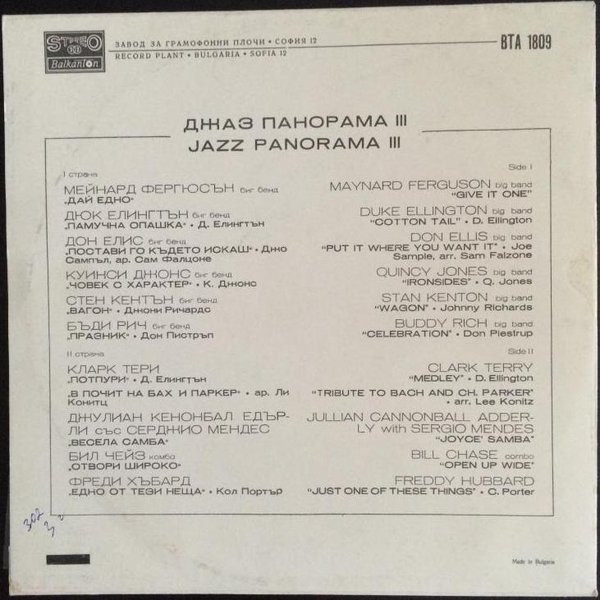 STEREO
Balkanton
ЗАВОД ЗА ГРАМОФОННИ ПЛОЧИ • СОФИЯ 12
RECORD PLANT • BULGARIA • SOFIA 12
ВТА 1809
ДЖАЗ ПАНОРАМА III
JAZZ PANORAMA III
I страна
МЕЙНАРД ФЕРГЮСЪН биг бенд
„ДАЙ ЕДНО“
ДЮК ЕЛИНГТЪН биг бенд
„ПАМУЧНА ОПАШКА“ • Д. Елингтън
ДОН ЕЛИС биг бенд
„ПОСТАВИ ГО КЪДЕТО ИСКАШ“ • Джо
Сампъл, ар. Сам Фалцоне
КУИНСИ ДЖОНС биг бенд
„ЧОВЕК С ХАРАКТЕР“ • К. Джонс
СТЕН КЕНТЪН биг бенд
„ВАГОН“ • Джони Ричардс
БЪДИ РИЧ биг бенд
„ПРАЗНИК“ • Дон Пистръп
II страна
КЛАРК ТЕРИ
„ПОТПУРИ“ • Д. Елингтън
„В ПОЧИТ НА БАХ И ПАРКЕР“ • ар. Ли
Конитц
ДЖУЛИАН КЕНОНБАЛ ЕДЪР-
ЛИ със СЕРДЖИО МЕНДЕС
„ВЕСЕЛА САМБА“
БИЛ ЧЕЙЗ комбо
„ОТВОРИ ШИРОКО“
ФРЕДИ ХЪБАРД
„ЕДНО ОТ ТЕЗИ НЕЩА“ • Кол Портър
Side I
MAYNARD FERGUSON big band
"GIVE IT ONE"
DUKE ELLINGTON big band
"COTTON TAIL" • D. Ellington
DON ELLIS big band
"PUT IT WHERE YOU WANT IT" • Joe
Sample, arr. Sam Falzone
QUINCY JONES big band
"IRONSIDES" • Q. Jones
STAN KENTON big band
"WAGON" • Johnny Richards
BUDDY RICH big band
"CELEBRATION" • Don Piestrup
Side II
CLARK TERRY
"MEDLEY" • D. Ellington
"TRIBUTE TO BACH AND CH. PARKER"
• arr. Lee Konitz
JULLIAN CANNONBALL ADDER-
LY with SERGIO MENDES
"JOYCE' SAMBA"
BILL CHASE combo
"OPEN UP WIDE"
FREDDY HUBBARD
"JUST ONE OF THESE THINGS" • C. Porter
Made in Bulgaria